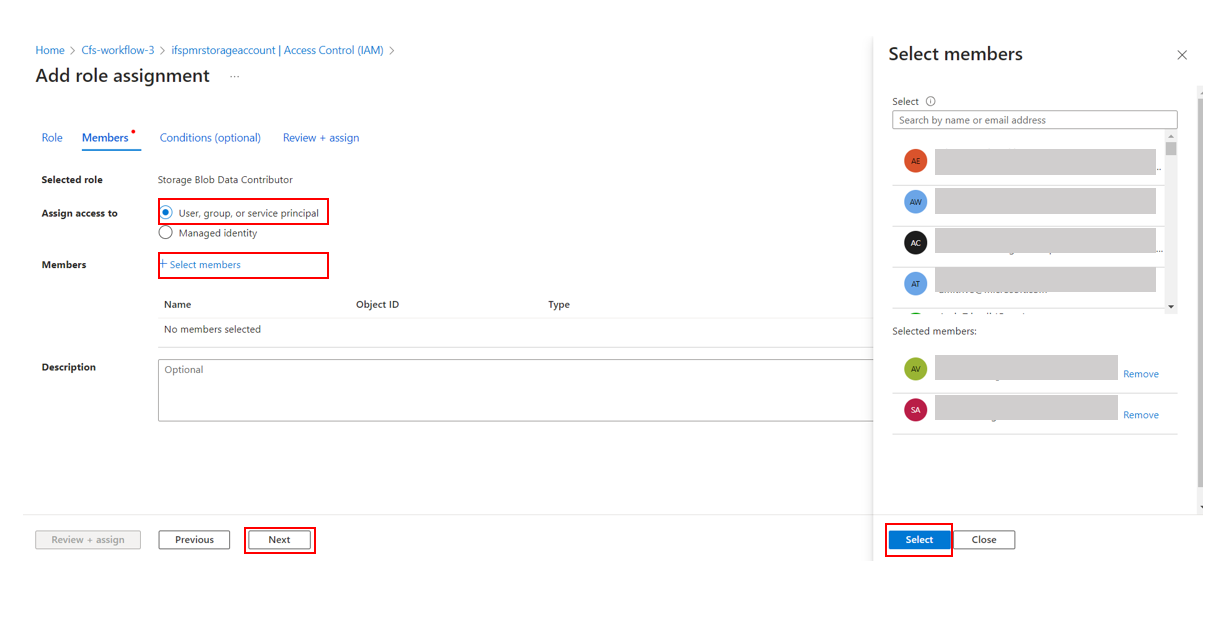 Home > Cfs-workflow-3 > ifspmrstorageaccount | Access Control (IAM) >
Add role assignment ...
Role Members Conditions (optional) Review + assign
Selected role Storage Blob Data Contributor
Assign access to User, group, or service principal
Managed identity
Members + Select members
Name Object ID Type
No members selected
Description Optional
Review + assign Previous Next
Select members
Select
Search by name or email address
AE
AW
AC
AT
Selected members:
AV Remove
SA Remove
Select Close